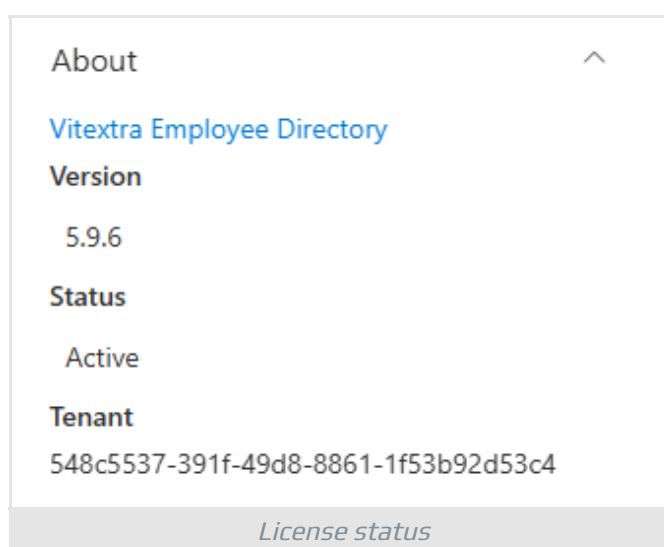 About
Vitextra Employee Directory
Version
5.9.6
Status
Active
Tenant
548c5537-391f-49d8-8861-1f53b92d53c4
License status